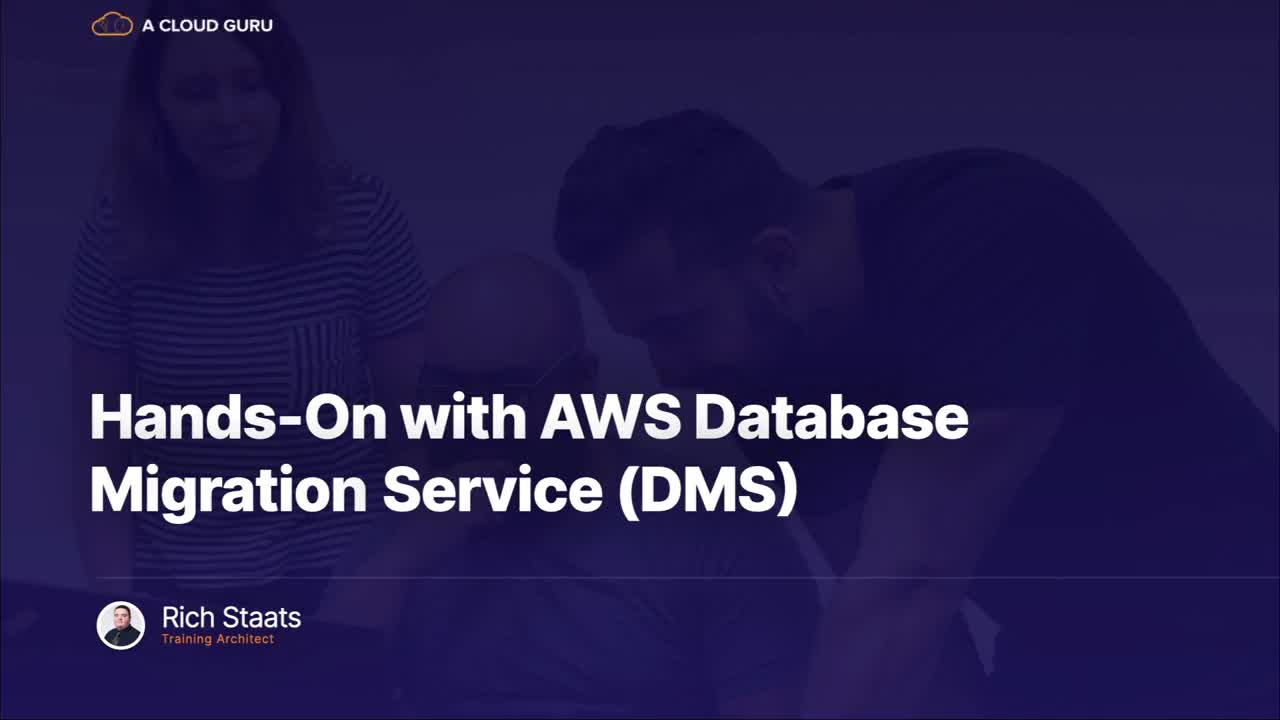 A CLOUD GURU
Hands-On with AWS Database
Migration Service (DMS)
Rich Staats
Training Architect